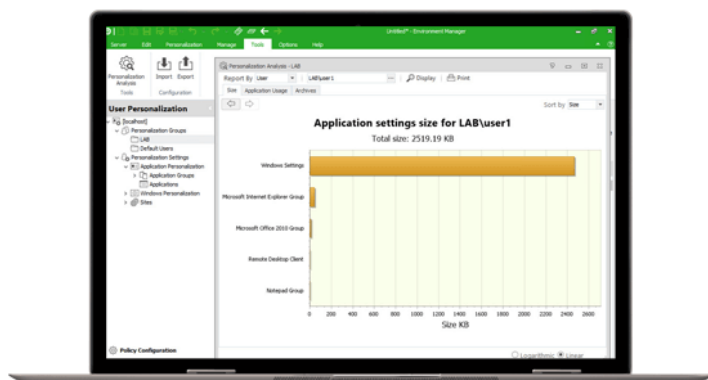 Untitled* - Environment Manager
Server Edit Personalization Manage Tools Options Help
Personalization Analysis
Import Export
Tools Configuration
User Personalization
[localhost]
Personalization Groups
LAB
Default Users
Personalization Settings
Application Personalization
Application Groups
Applications
Windows Personalization
Sites
Policy Configuration
Personalization Analysis - LAB
Report By User LAB\user1 Display Print
Size Application Usage Archives
Sort by Size
Application settings size for LAB\user1
Total size: 2519.19 KB
Windows Settings
Microsoft Internet Explorer Group
Microsoft Office 2010 Group
Remote Desktop Client
Notepad Group
0 200 400 600 800 1000 1200 1400 1600 1800 2000 2200 2400 2600
Size KB
Logarithmic Linear